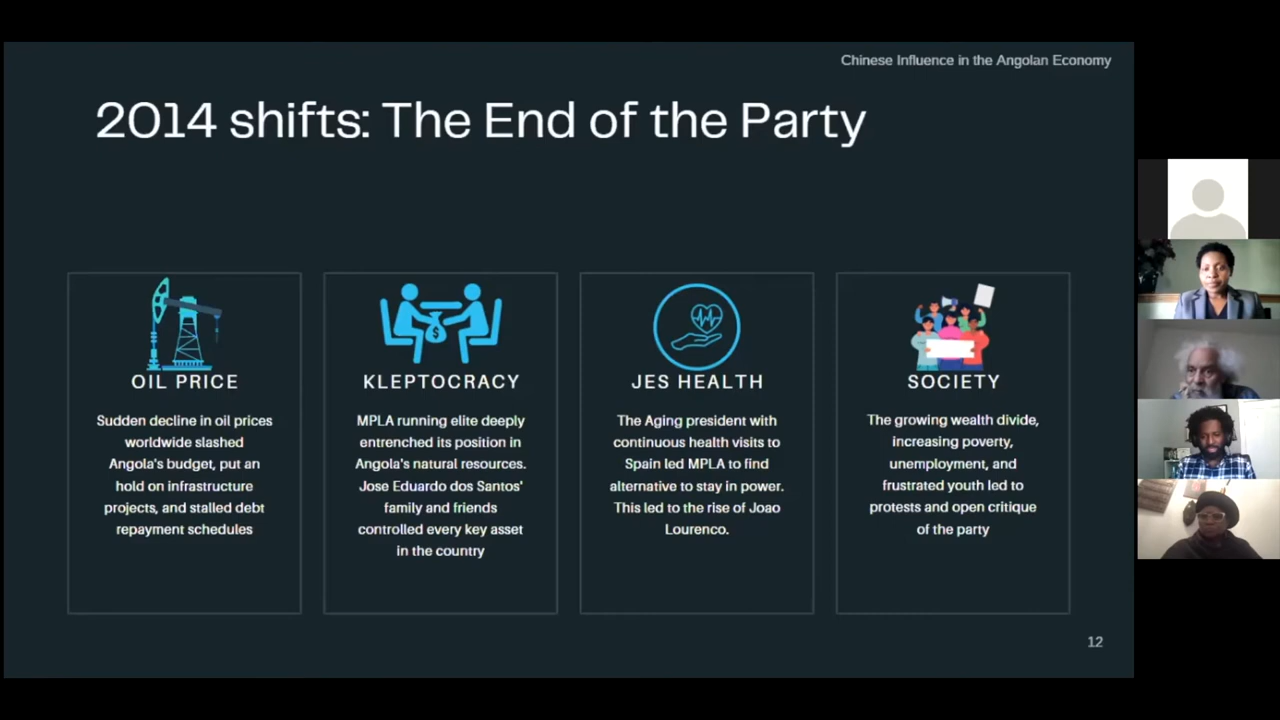 Chinese Influence in the Angolan Economy
2014 shifts: The End of the Party
$
OIL PRICE
Sudden decline in oil prices
worldwide slashed
Angola's budget, put an
hold on infrastructure
projects, and stalled debt
repayment schedules
KLEPTOCRACY
MPLA running elite deeply
entrenched its position in
Angola's natural resources.
Jose Eduardo dos Santos'
family and friends
controlled every key asset
in the country
JES HEALTH
The Aging president with
continuous health visits to
Spain led MPLA to find
alternative to stay in power.
This led to the rise of Joao
Lourenco.
SOCIETY
The growing wealth divide,
increasing poverty,
unemployment, and
frustrated youth led to
protests and open critique
of the party
12